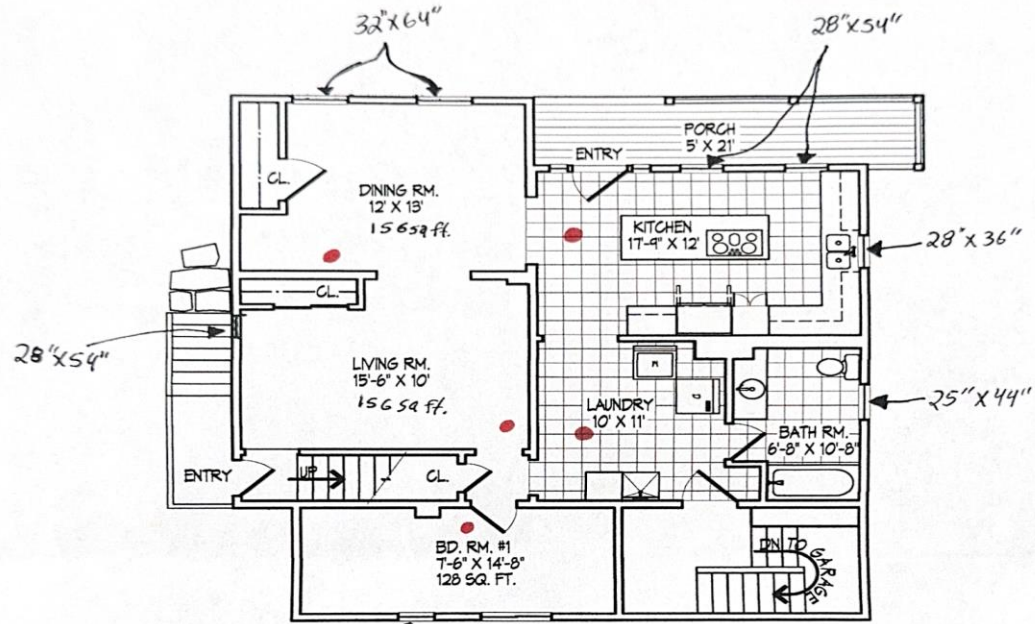 32"X64"
28"X54"
PORCH
5' X 21'
ENTRY
CL.
DINING RM.
12' X 13'
156 sq ft.
KITCHEN
17'-9" X 12'
28"X36"
CL.
28"X54"
LIVING RM.
15'-6" X 10'
156 sq ft.
M
LAUNDRY
10' X 11'
25"X44"
BATH RM.
6'-8" X 10'-8"
ENTRY
UP
CL.
BD. RM. #1
7'-6" X 14'-8"
128 SQ. FT.
DN TO GARAGE